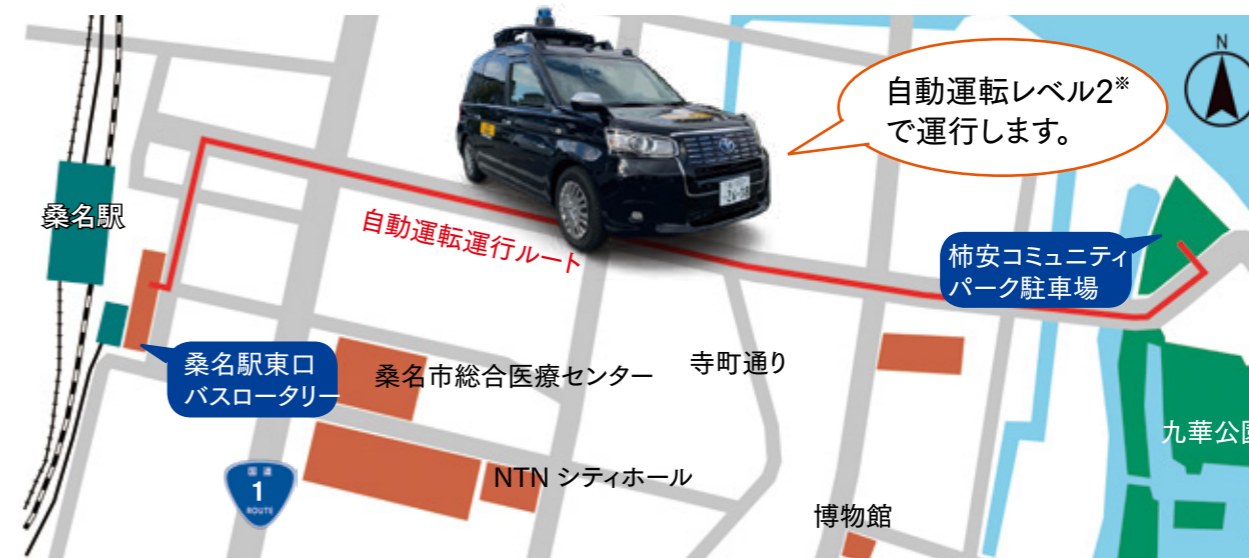 N
自動運転レベル2※
で運行します。
桑名駅
自動運転運行ルート
柿安コミュニティ
パーク駐車場
桑名駅東口
バスロータリー
桑名市総合医療センター
寺町通り
九華公園
国道
1
ROUTE
NTN シティホール
博物館